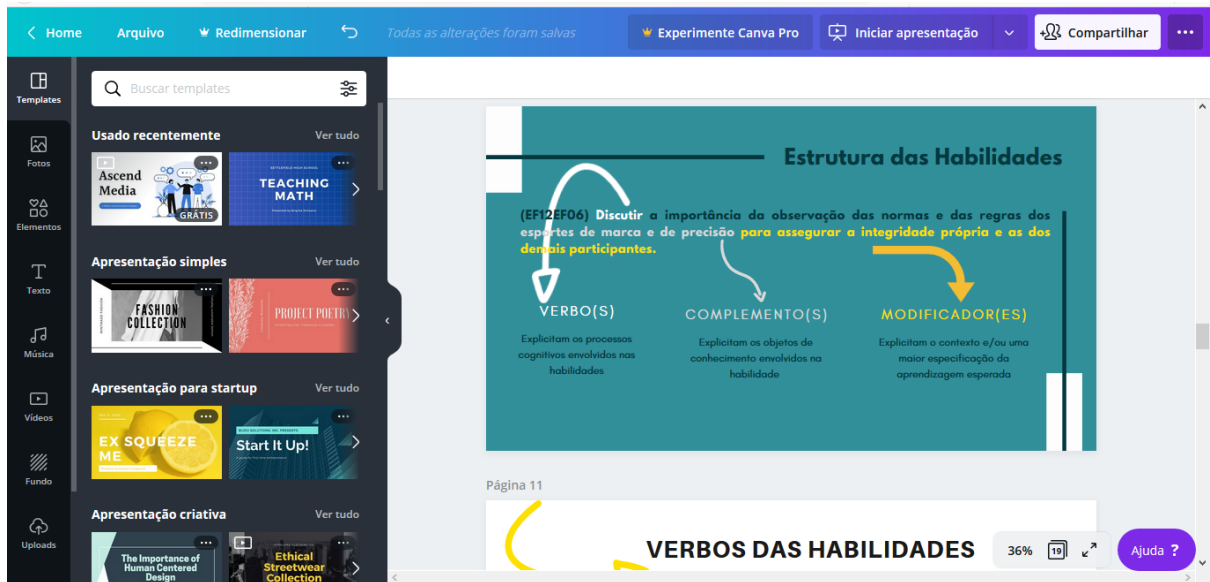 Home Arquivo Redimensionar Todas as alterações foram salvas Experimente Canva Pro Iniciar apresentação Compartilhar
Templates
Fotos
Elementos
Texto
Música
Vídeos
Fundo
Uploads
Buscar templates
Usado recentemente Ver tudo
Ascend
Media
GRÁTIS
TEACHING
MATH
Apresentação simples Ver tudo
FASHION
COLLECTION
PROJECT POETRY
Apresentação para startup Ver tudo
EX SQUEEZE
ME
Start It Up!
Apresentação criativa Ver tudo
The Importance of
Human Centered
Design
Ethical
Streetwear
Collection
Estrutura das Habilidades
(EF12EF06) Discutir a importância da observação das normas e das regras dos
esportes de marca e de precisão para assegurar a integridade própria e as dos
demais participantes.
VERBO(S)
Explicitam os processos
cognitivos envolvidos nas
habilidades
COMPLEMENTO(S)
Explicitam os objetos de
conhecimento envolvidos na
habilidade
MODIFICADOR(ES)
Explicitam o contexto e/ou uma
maior especificação da
aprendizagem esperada
Página 11
VERBOS DAS HABILIDADES
36% 19 Ajuda ?